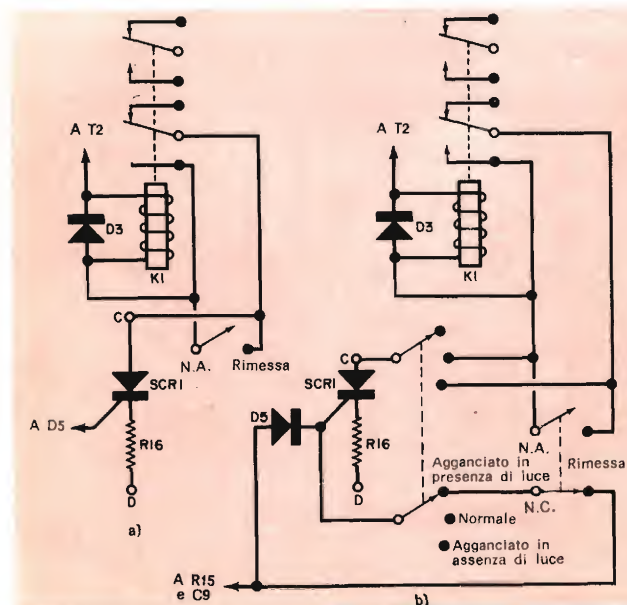 A T2
D3
K1
C
N.A.
Rimessa
SCR1
A D5
R16
D
a)
A T2
D3
K1
C
SCR1
D5
R16
D
N.A.
Rimessa
Agganciato in
presenza di luce
N.C.
Normale
Agganciato in
assenza di luce
A R15
e C9
b)